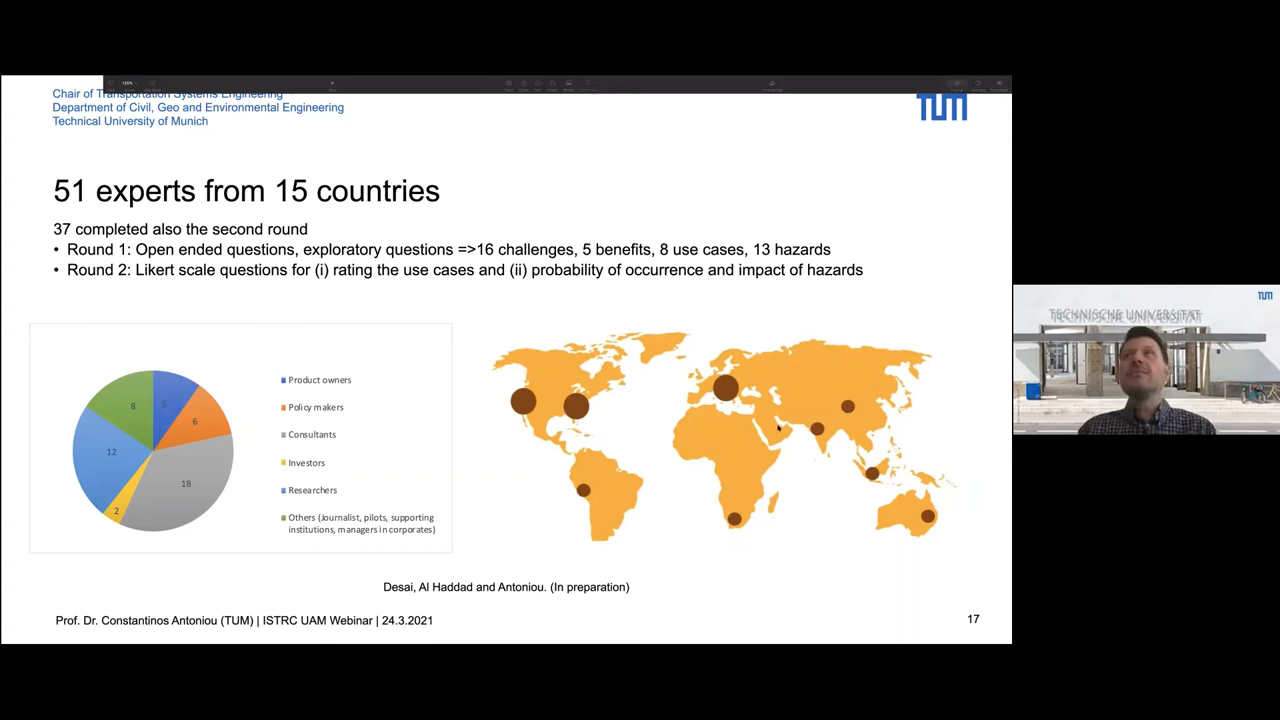 135%
Chair of Transportation Systems Engineering
Department of Civil, Geo and Environmental Engineering
Technical University of Munich
TUM
51 experts from 15 countries
37 completed also the second round
• Round 1: Open ended questions, exploratory questions =>16 challenges, 5 benefits, 8 use cases, 13 hazards
• Round 2: Likert scale questions for (i) rating the use cases and (ii) probability of occurrence and impact of hazards
5
6
18
2
12
8
Product owners
Policy makers
Consultants
Investors
Researchers
Others (Journalist, pilots, supporting
institutions, managers in corporates)
Desai, Al Haddad and Antoniou. (In preparation)
Prof. Dr. Constantinos Antoniou (TUM) | ISTRC UAM Webinar | 24.3.2021
17
TUM
TECHNISCHE UNIVERSITÄT